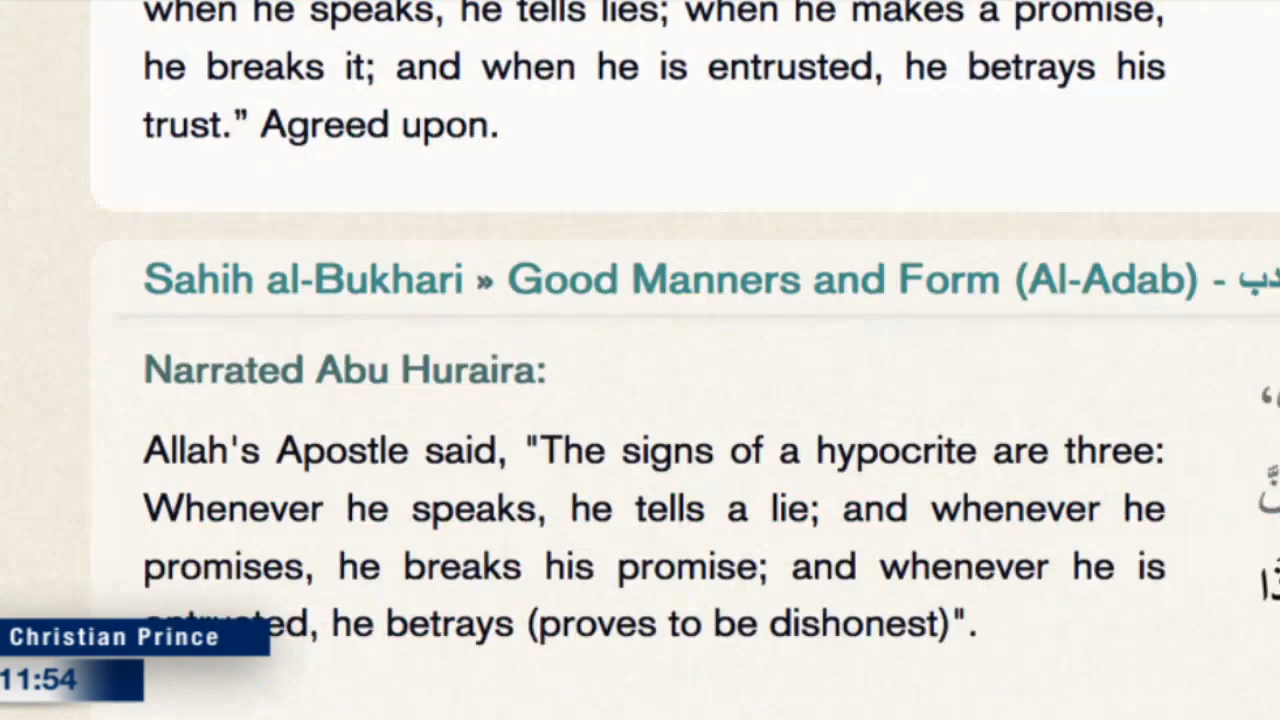 when he speaks, he tells lies; when he makes a promise,
he breaks it; and when he is entrusted, he betrays his
trust.” Agreed upon.
Sahih al-Bukhari » Good Manners and Form (Al-Adab) -
Narrated Abu Huraira:
Allah's Apostle said, "The signs of a hypocrite are three:
Whenever he speaks, he tells a lie; and whenever he
promises, he breaks his promise; and whenever he is
entrusted, he betrays (proves to be dishonest)".
Christian Prince
11:54